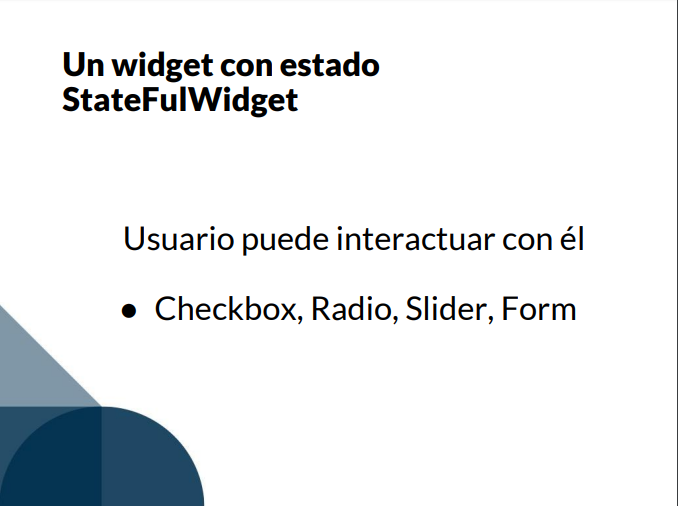 Un widget con estado
StateFulWidget
Usuario puede interactuar con él
● Checkbox, Radio, Slider, Form